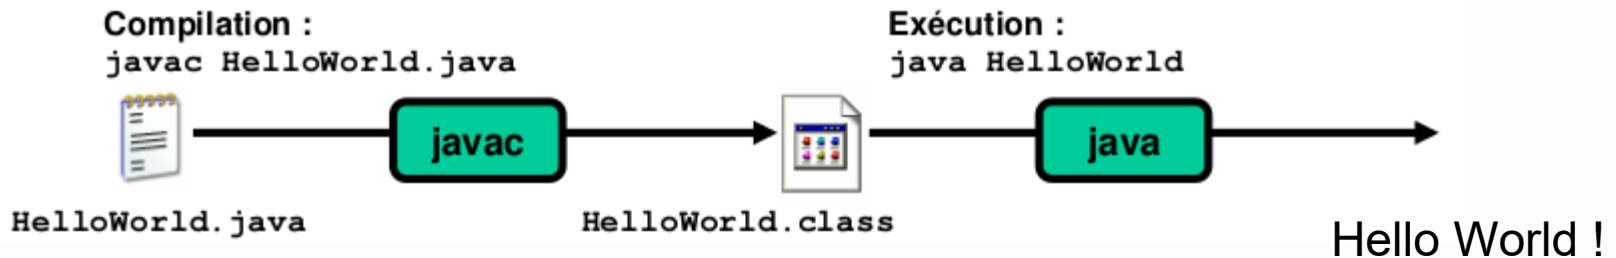 Compilation :
javac HelloWorld.java
Exécution :
java HelloWorld
javac
java
HelloWorld.java
HelloWorld.class
Hello World !